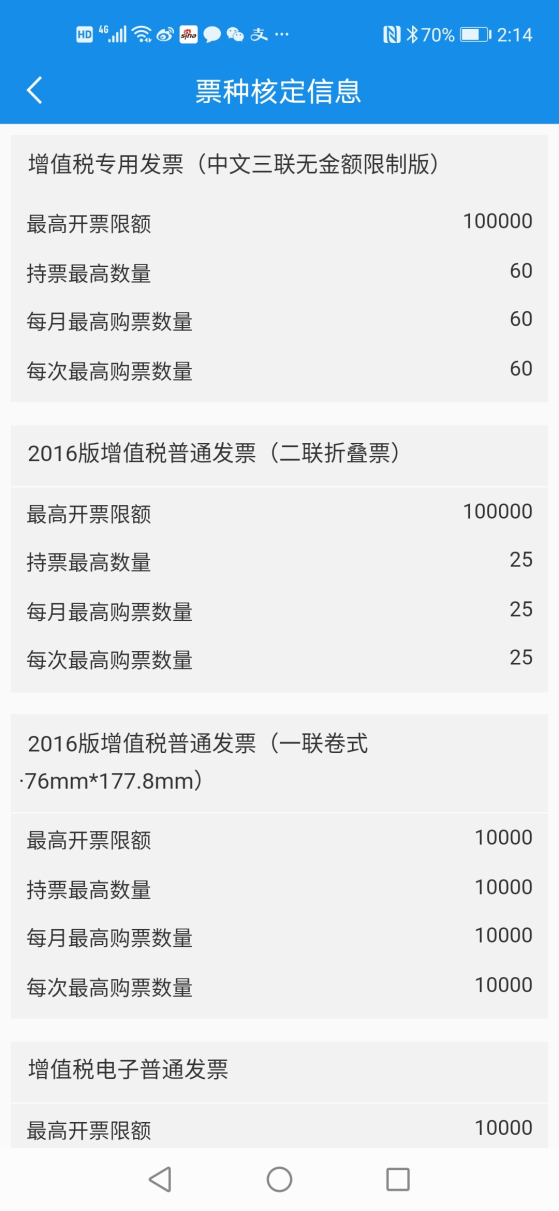 HD 4G sina 支 ··· 70% 2:14
票种核定信息
增值税专用发票（中文三联无金额限制版）
最高开票限额 100000
持票最高数量 60
每月最高购票数量 60
每次最高购票数量 60
2016版增值税普通发票（二联折叠票）
最高开票限额 100000
持票最高数量 25
每月最高购票数量 25
每次最高购票数量 25
2016版增值税普通发票（一联卷式
·76mm*177.8mm）
最高开票限额 10000
持票最高数量 10000
每月最高购票数量 10000
每次最高购票数量 10000
增值税电子普通发票
最高开票限额 10000